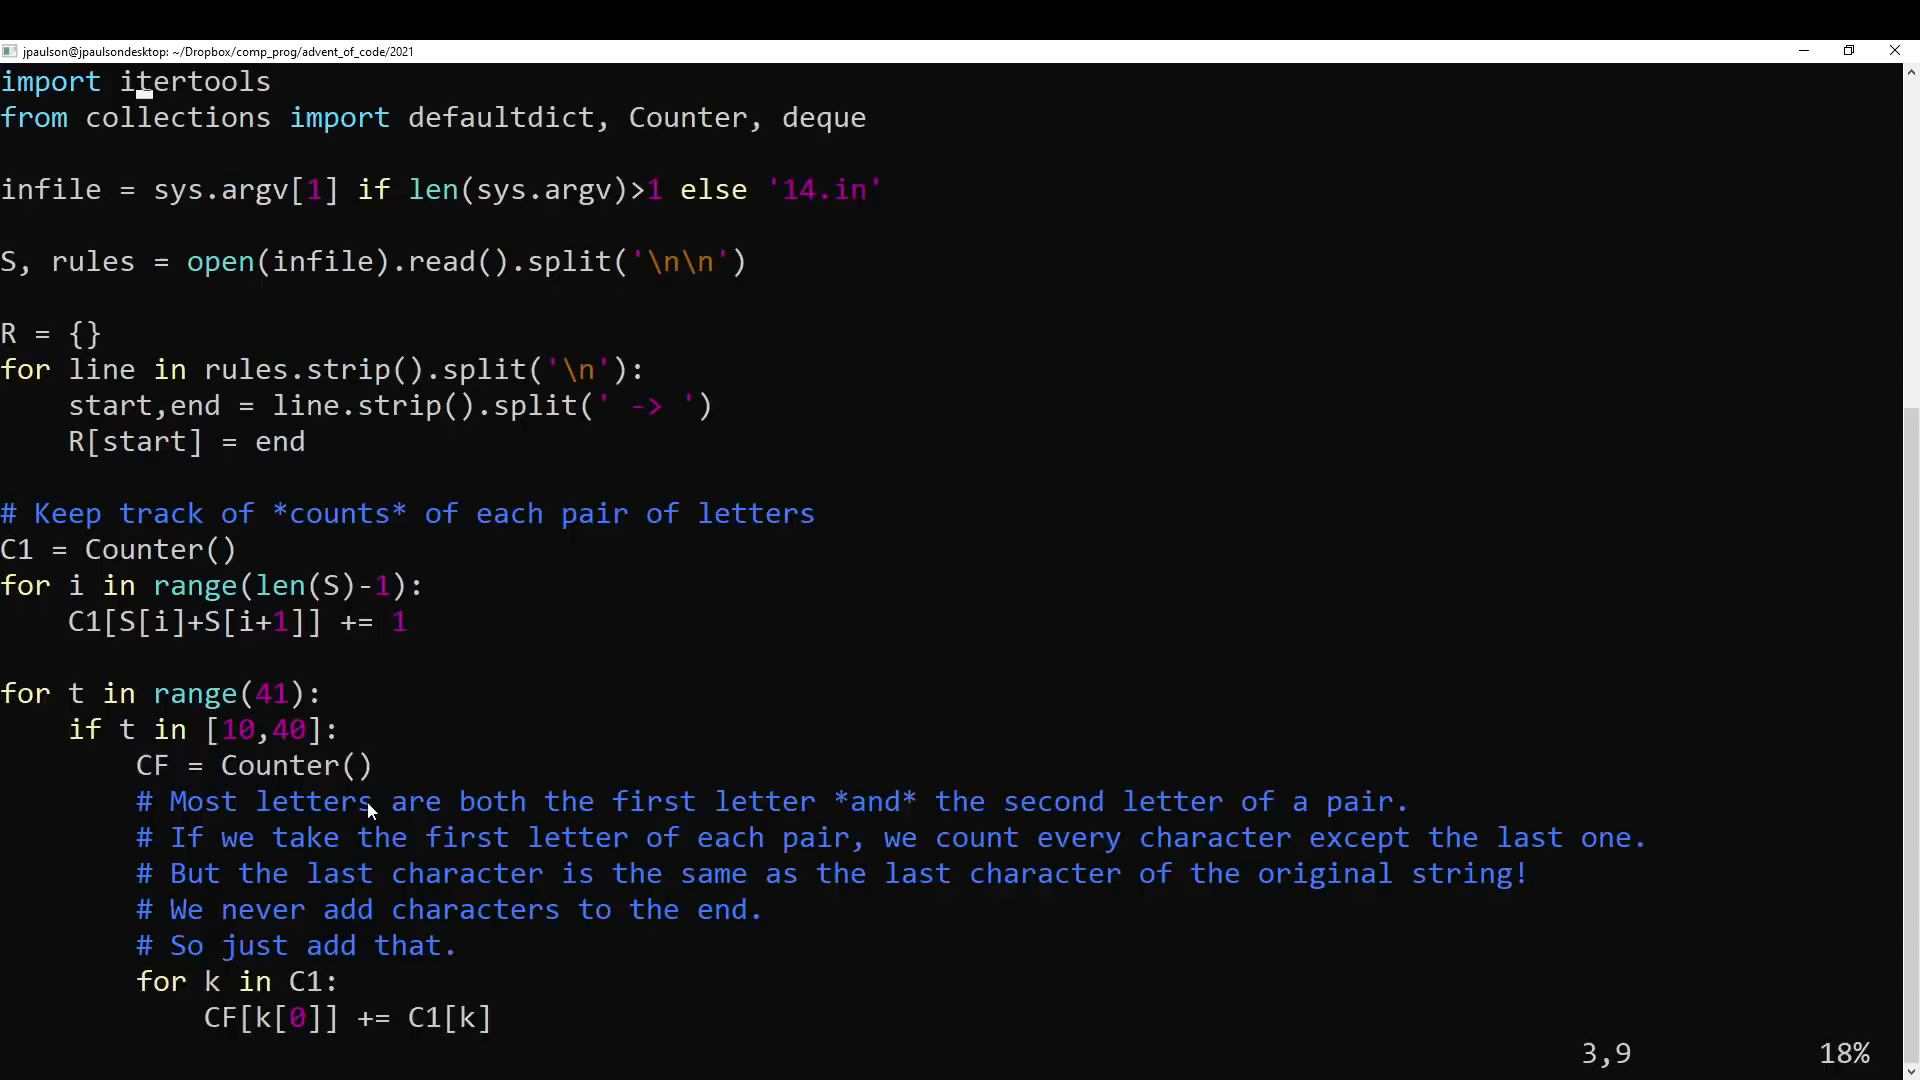 jpaulson@jpaulsondesktop: ~/Dropbox/comp_prog/advent_of_code/2021
import itertools
from collections import defaultdict, Counter, deque

infile = sys.argv[1] if len(sys.argv)>1 else '14.in'

S, rules = open(infile).read().split('\n\n')

R = {}
for line in rules.strip().split('\n'):
    start,end = line.strip().split(' -> ')
    R[start] = end

# Keep track of *counts* of each pair of letters
C1 = Counter()
for i in range(len(S)-1):
    C1[S[i]+S[i+1]] += 1

for t in range(41):
    if t in [10,40]:
        CF = Counter()
        # Most letters are both the first letter *and* the second letter of a pair.
        # If we take the first letter of each pair, we count every character except the last one.
        # But the last character is the same as the last character of the original string!
        # We never add characters to the end.
        # So just add that.
        for k in C1:
            CF[k[0]] += C1[k]
3,9 18%